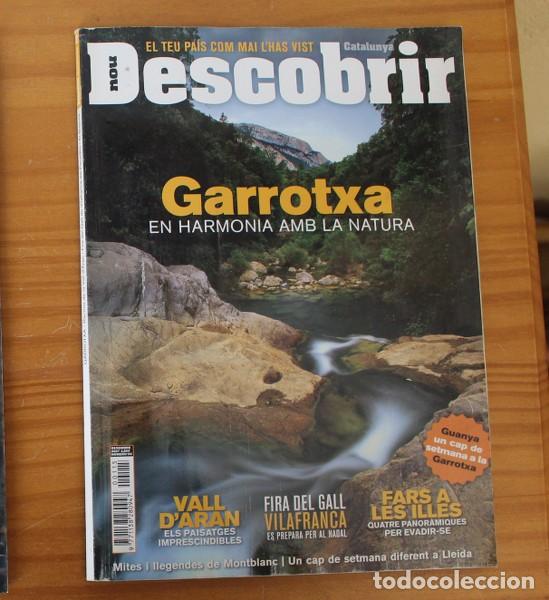 EL TEU PAÍS COM MAI L'HAS VIST
Catalunya
nou
Descobrir
Garrotxa
EN HARMONIA AMB LA NATURA
Guanya
un cap de
setmana a la
Garrotxa
VALL
D'ARAN
ELS PAISATGES
IMPRESCINDIBLES
FIRA DEL GALL
VILAFRANCA
ES PREPARA PER AL NADAL
FARS A
LES ILLES
QUATRE PANORÀMIQUES
PER EVADIR-SE
Mites i llegendes de Montblanc | Un cap de setmana diferent a Lleida
todocoleccion.net